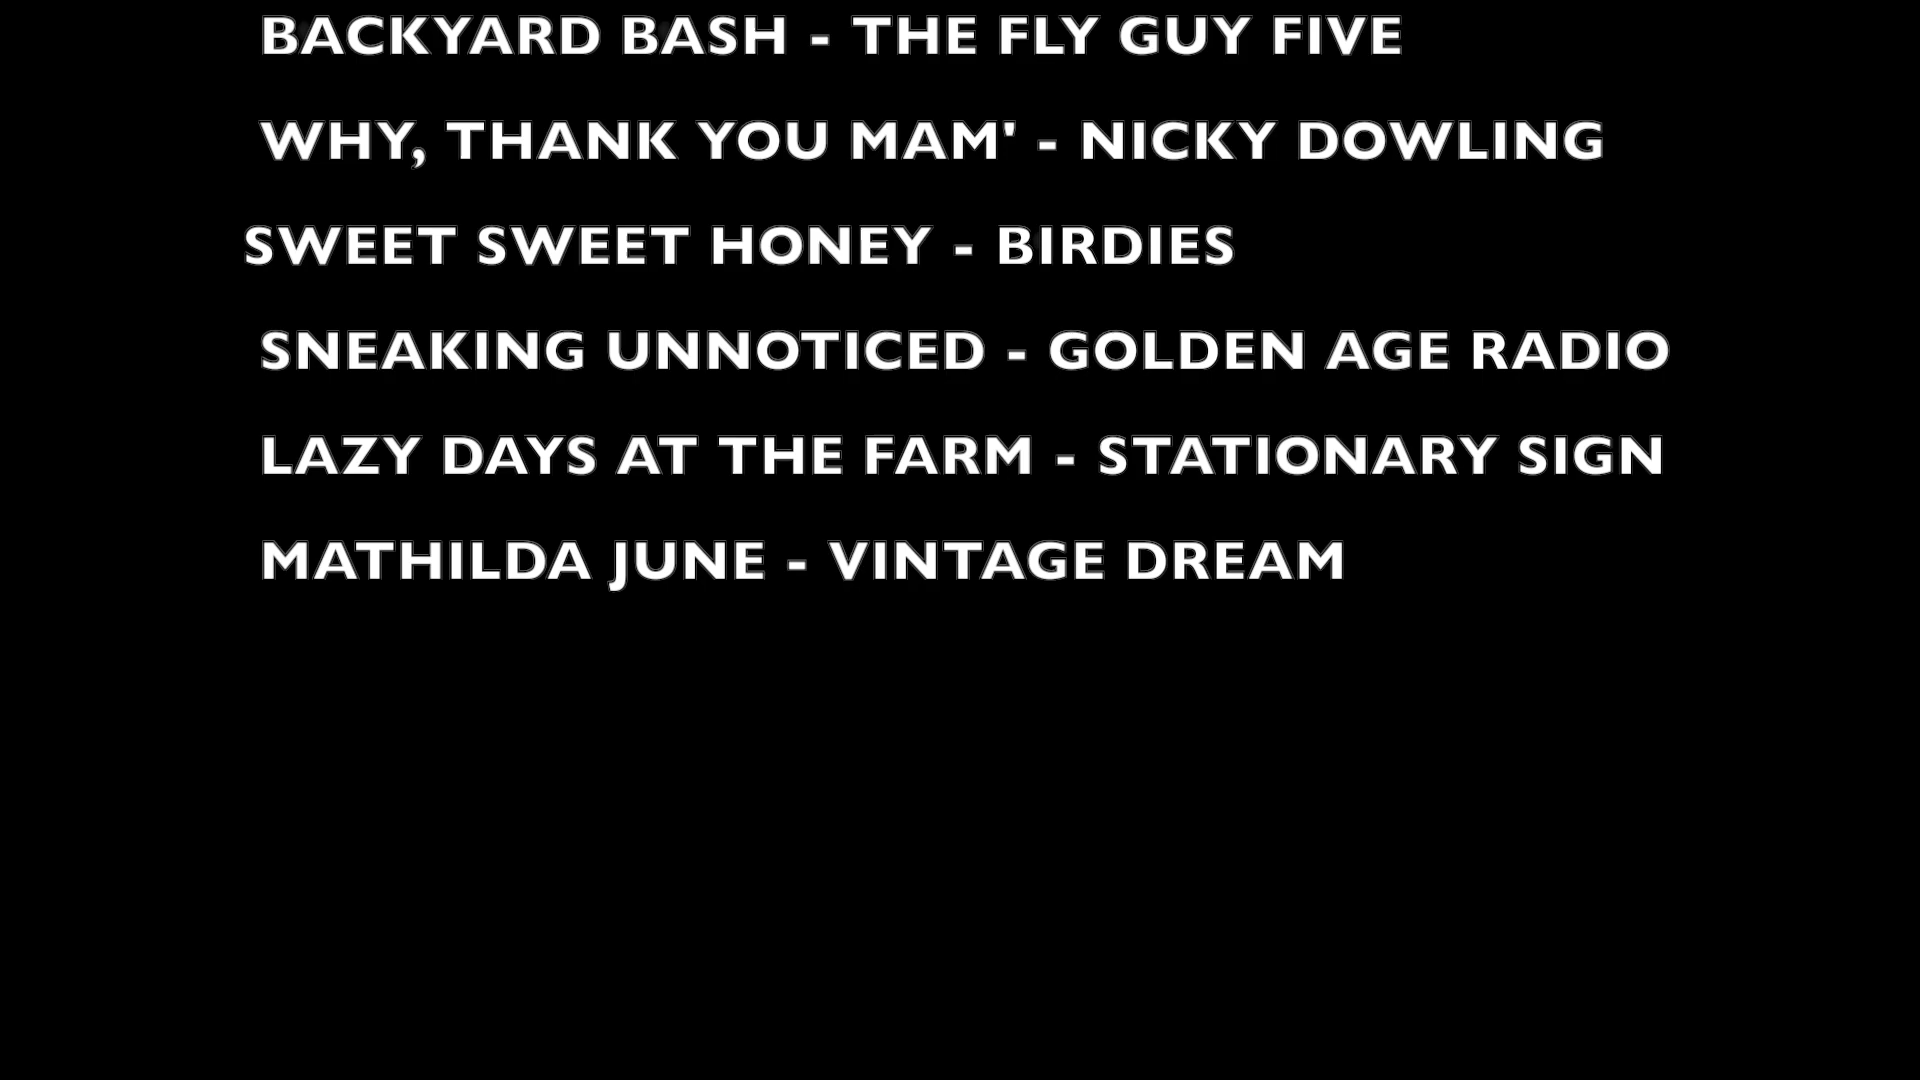 BACKYARD BASH - THE FLY GUY FIVE
WHY, THANK YOU MAM' - NICKY DOWLING
SWEET SWEET HONEY - BIRDIES
SNEAKING UNNOTICED - GOLDEN AGE RADIO
LAZY DAYS AT THE FARM - STATIONARY SIGN
MATHILDA JUNE - VINTAGE DREAM